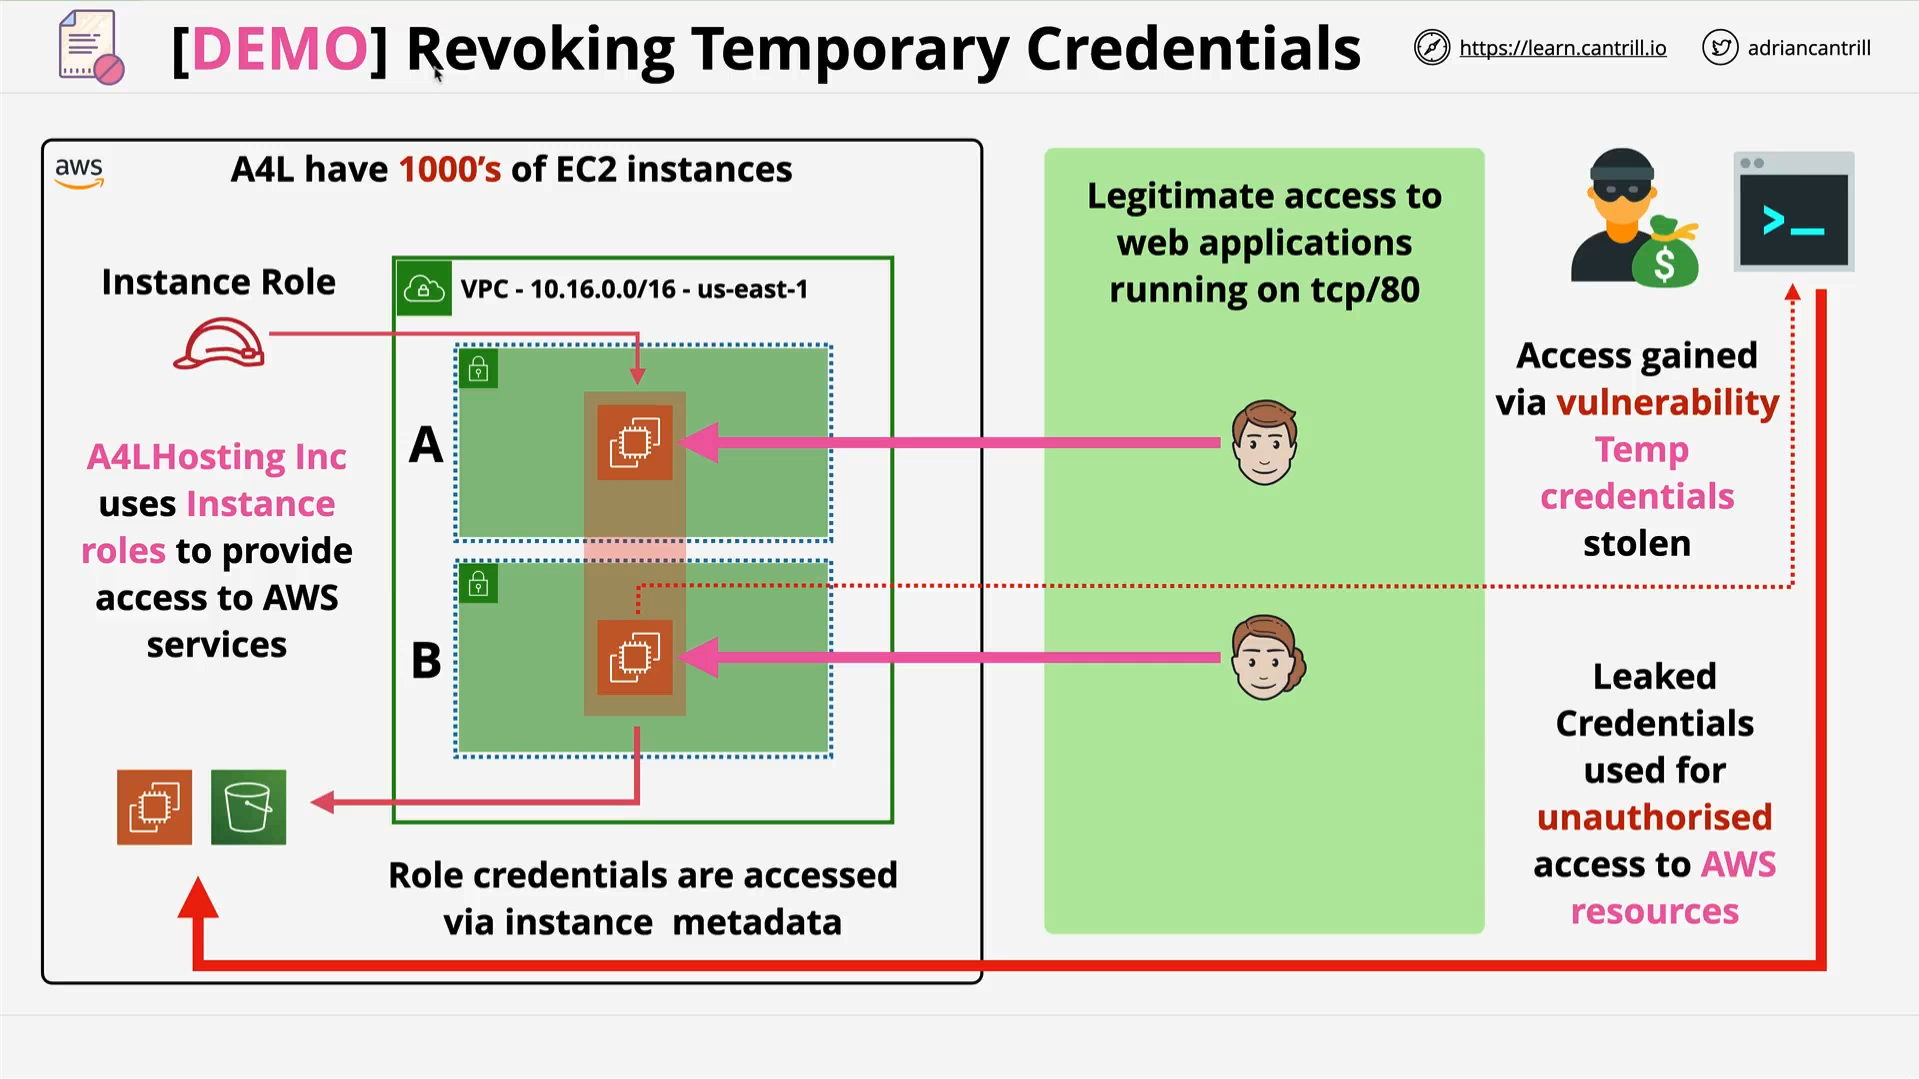 [DEMO] Revoking Temporary Credentials
https://learn.cantrill.io
adriancantrill
aws
A4L have 1000's of EC2 instances
Instance Role
VPC - 10.16.0.0/16 - us-east-1
A4LHosting Inc
uses Instance
roles to provide
access to AWS
services
A
B
Role credentials are accessed
via instance metadata
Legitimate access to
web applications
running on tcp/80
$
>_
Access gained
via vulnerability
Temp
credentials
stolen
Leaked
Credentials
used for
unauthorised
access to AWS
resources